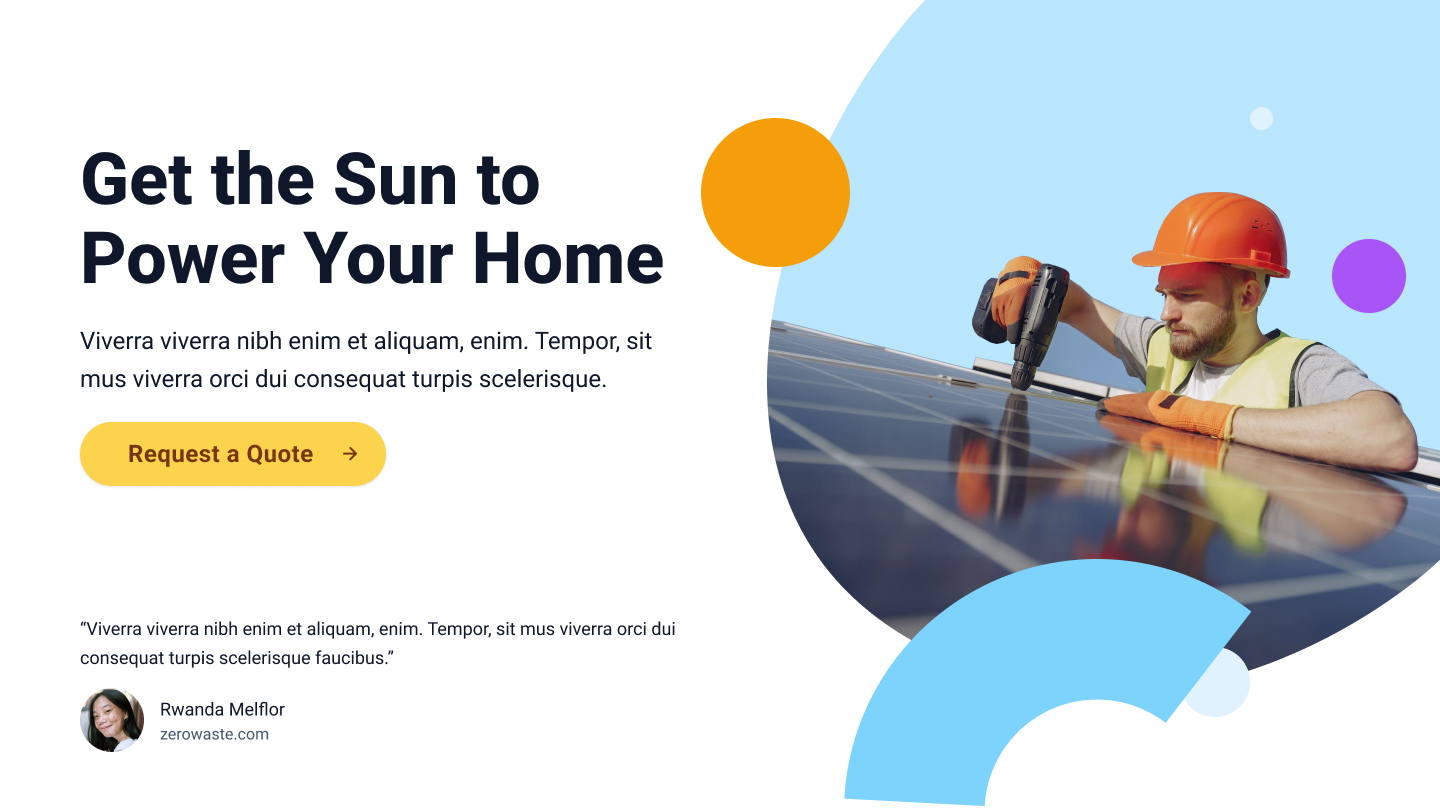 Get the Sun to
Power Your Home
Viverra viverra nibh enim et aliquam, enim. Tempor, sit
mus viverra orci dui consequat turpis scelerisque.
Request a Quote →
“Viverra viverra nibh enim et aliquam, enim. Tempor, sit mus viverra orci dui
consequat turpis scelerisque faucibus.”
Rwanda Melflor
zerowaste.com